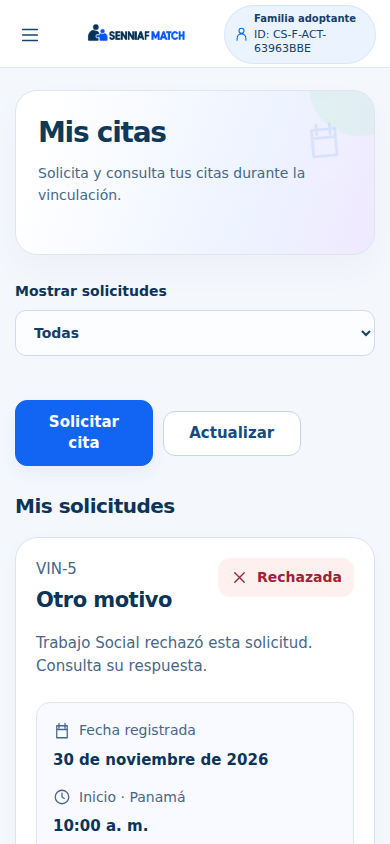 SENNIAF MATCH
Familia adoptante
ID: CS-F-ACT-
63963BBE
Mis citas
Solicita y consulta tus citas durante la
vinculación.
Mostrar solicitudes
Todas
Solicitar
cita
Actualizar
Mis solicitudes
VIN-5
Rechazada
Otro motivo
Trabajo Social rechazó esta solicitud.
Consulta su respuesta.
Fecha registrada
30 de noviembre de 2026
Inicio · Panamá
10:00 a. m.